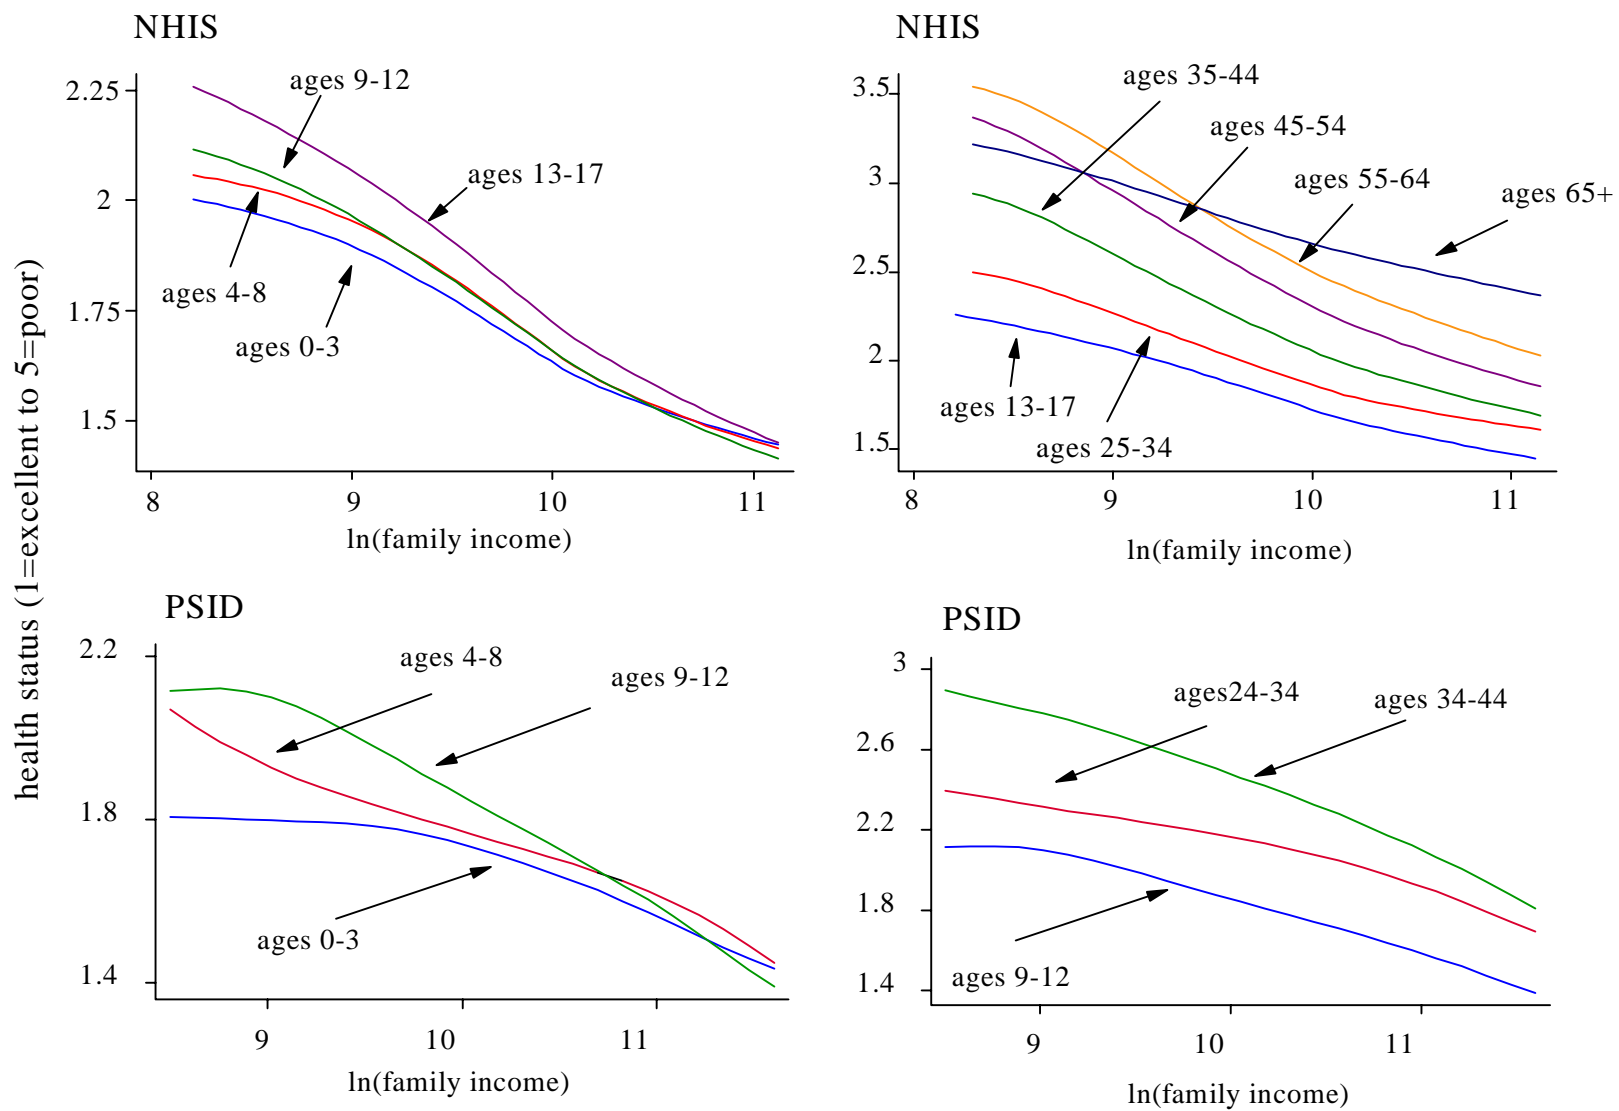 health status (1=excellent to 5=poor)
NHIS
2.25
2
1.75
1.5
ages 9-12
ages 13-17
ages 4-8
ages 0-3
8
9
10
11
ln(family income)
NHIS
3.5
3
2.5
2
1.5
ages 35-44
ages 45-54
ages 55-64
ages 65+
ages 13-17
ages 25-34
8
9
10
11
ln(family income)
PSID
2.2
1.8
1.4
ages 4-8
ages 9-12
ages 0-3
9
10
11
ln(family income)
PSID
3
2.6
2.2
1.8
1.4
ages24-34
ages 34-44
ages 9-12
9
10
11
ln(family income)